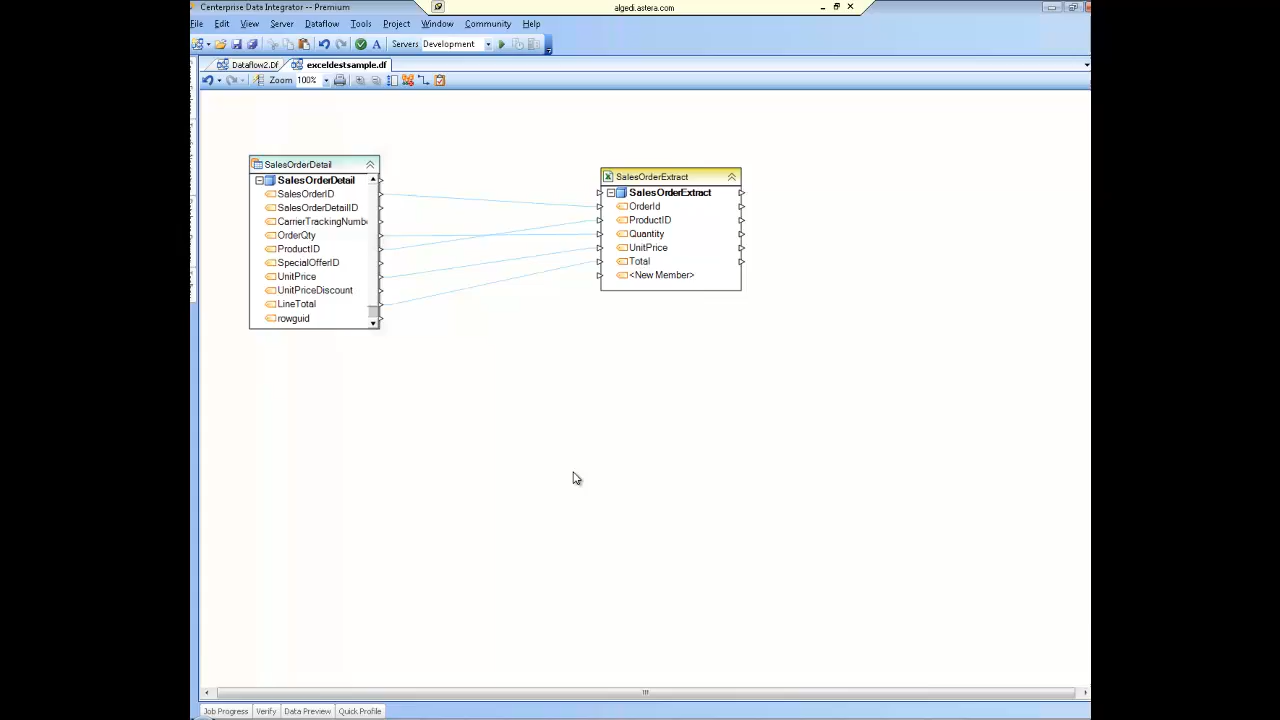 Centerprise Data Integrator -- Premium
algedi.astera.com
File Edit View Server Dataflow Tools Project Window Community Help
Servers Development
Dataflow2.Df exceldestsample.df
Zoom 100%
SalesOrderDetail
SalesOrderDetail
SalesOrderID
SalesOrderDetailID
CarrierTrackingNumb
OrderQty
ProductID
SpecialOfferID
UnitPrice
UnitPriceDiscount
LineTotal
rowguid
SalesOrderExtract
SalesOrderExtract
OrderId
ProductID
Quantity
UnitPrice
Total
<New Member>
Job Progress Verify Data Preview Quick Profile